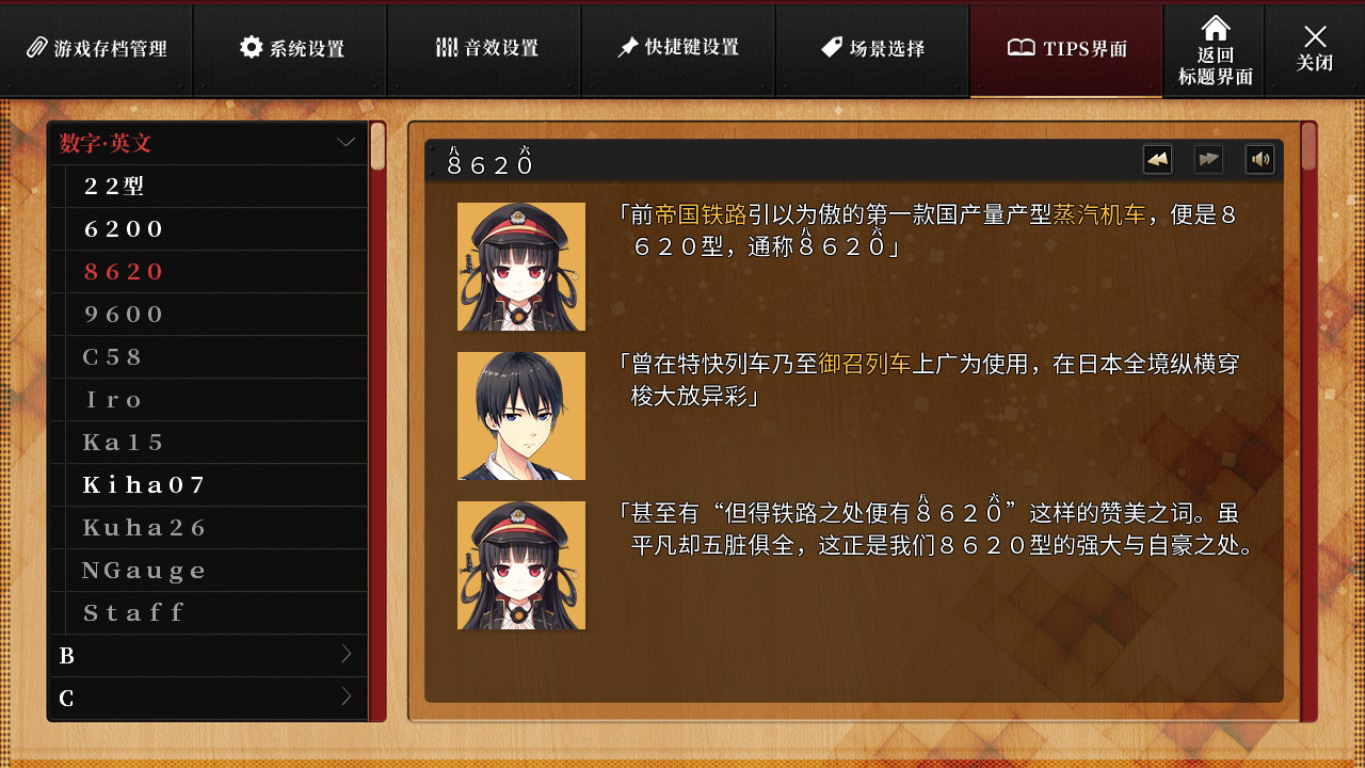 游戏存档管理
系统设置
音效设置
快捷键设置
场景选择
TIPS界面
返回
标题界面
关闭
数字·英文
22型
6200
8620
9600
C58
Iro
Ka15
Kiha07
Kuha26
NGauge
Staff
B
C
八 六
8620
「前帝国铁路引以为傲的第一款国产量产型蒸汽机车，便是8
八 六
620型，通称8620」
「曾在特快列车乃至御召列车上广为使用，在日本全境纵横穿
梭大放异彩」
八 六
「甚至有“但得铁路之处便有8620”这样的赞美之词。虽
平凡却五脏俱全，这正是我们8620型的强大与自豪之处。